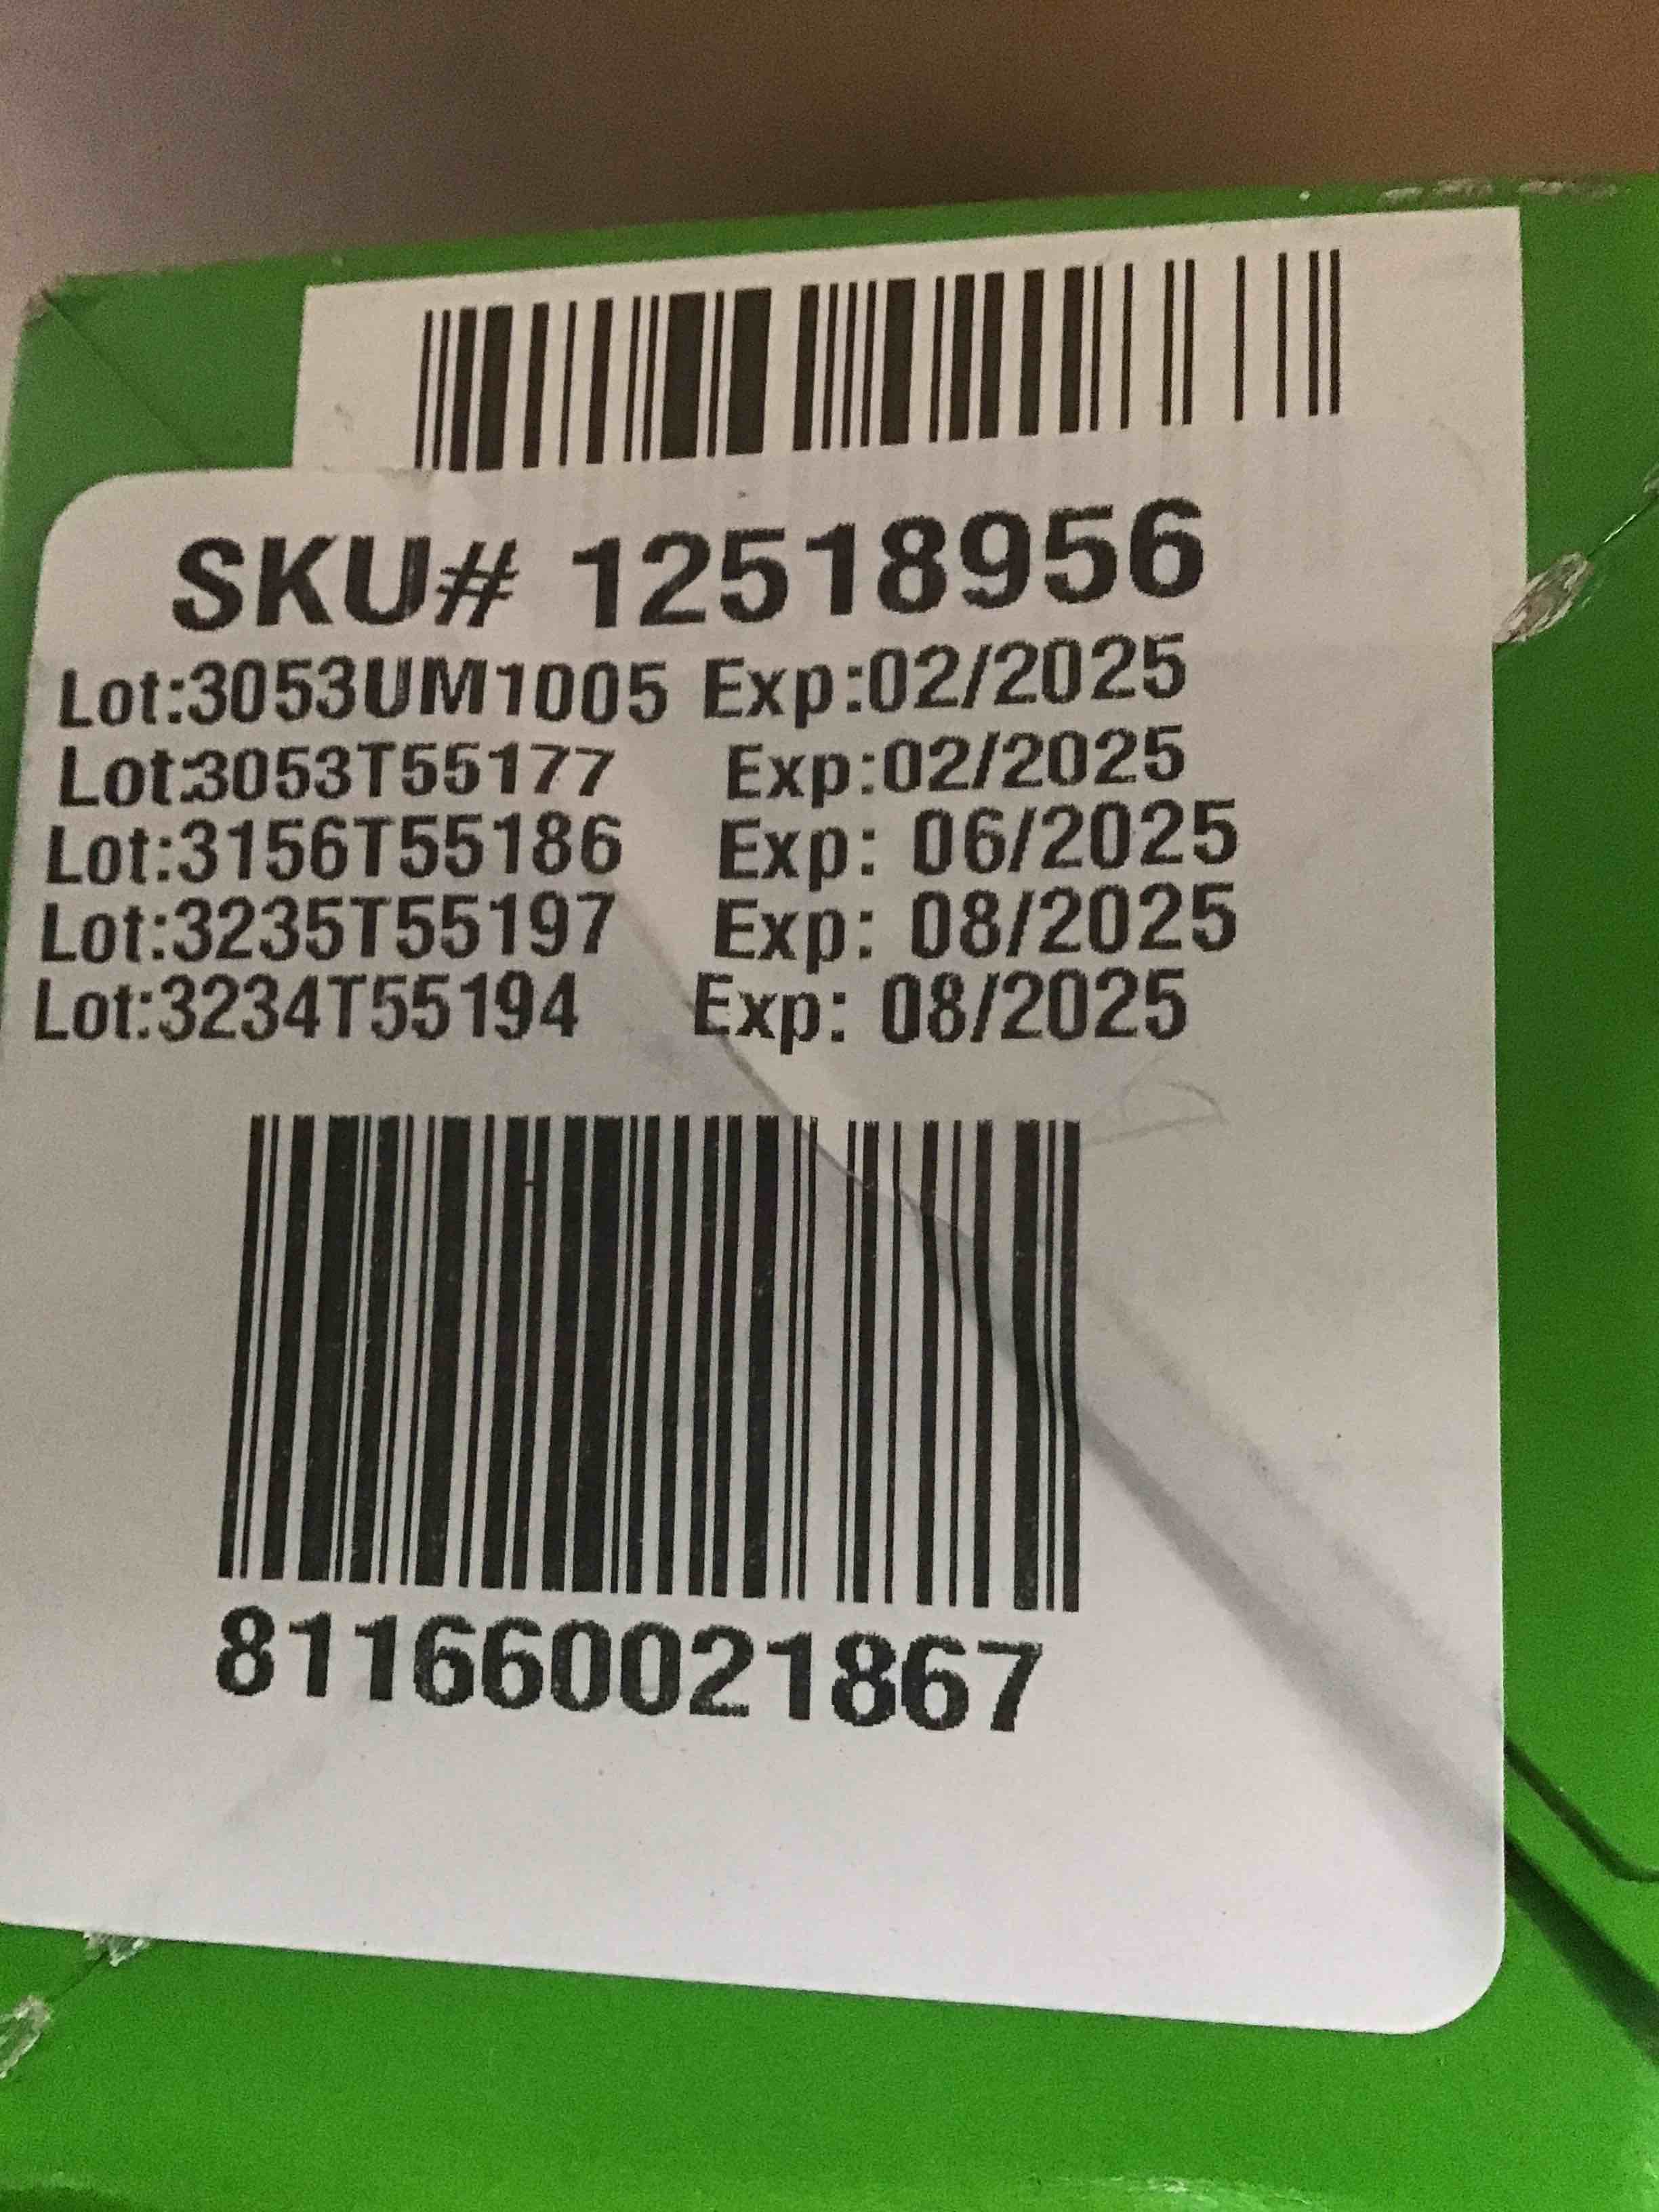 SKU# 12518956
Lot:3053UM1005 Exp:02/2025
Lot:3053T55177 Exp:02/2025
Lot:3156T55186 Exp: 06/2025
Lot:3235T55197 Exp: 08/2025
Lot:3234T55194 Exp: 08/2025
811660021867